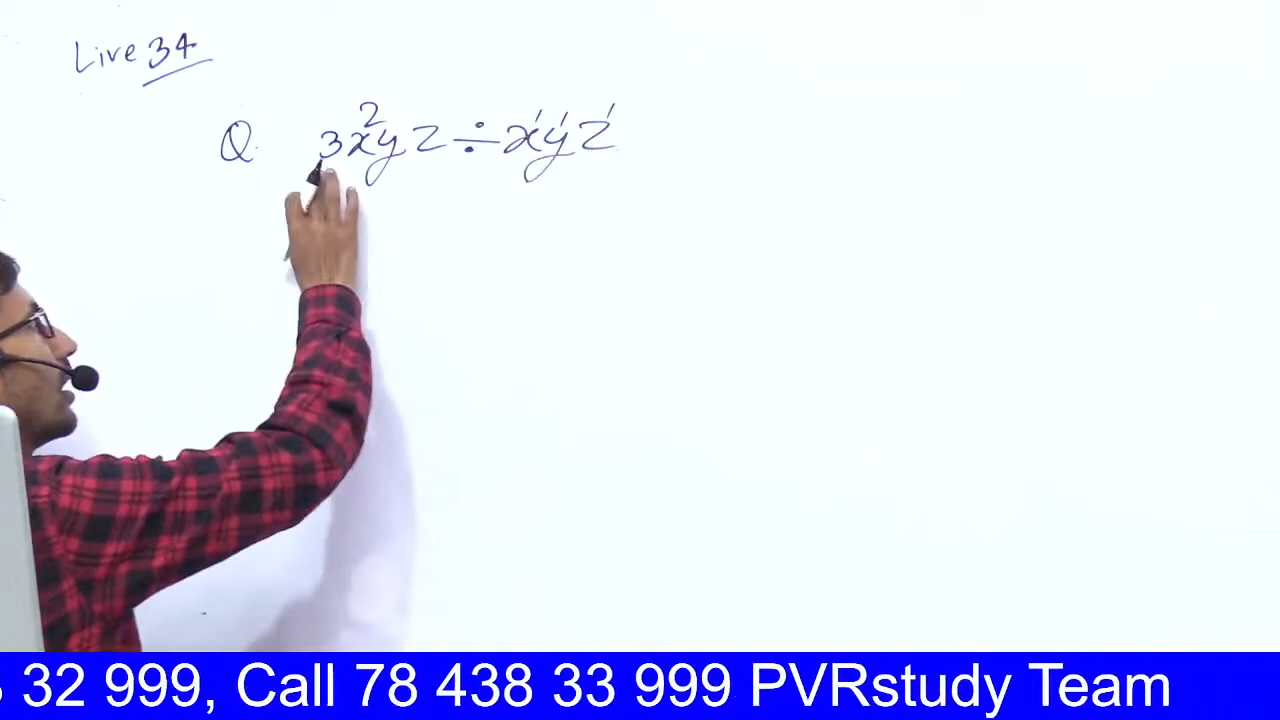 Live 34
Q. 3x²yz ÷ x'y'z'
32 999, Call 78 438 33 999 PVRstudy Team